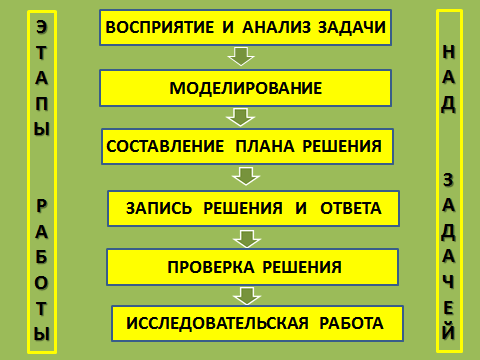 ЭТАПЫ РАБОТЫ
ВОСПРИЯТИЕ И АНАЛИЗ ЗАДАЧИ
МОДЕЛИРОВАНИЕ
СОСТАВЛЕНИЕ ПЛАНА РЕШЕНИЯ
ЗАПИСЬ РЕШЕНИЯ И ОТВЕТА
ПРОВЕРКА РЕШЕНИЯ
ИССЛЕДОВАТЕЛЬСКАЯ РАБОТА
НАД ЗАДАЧЕЙ